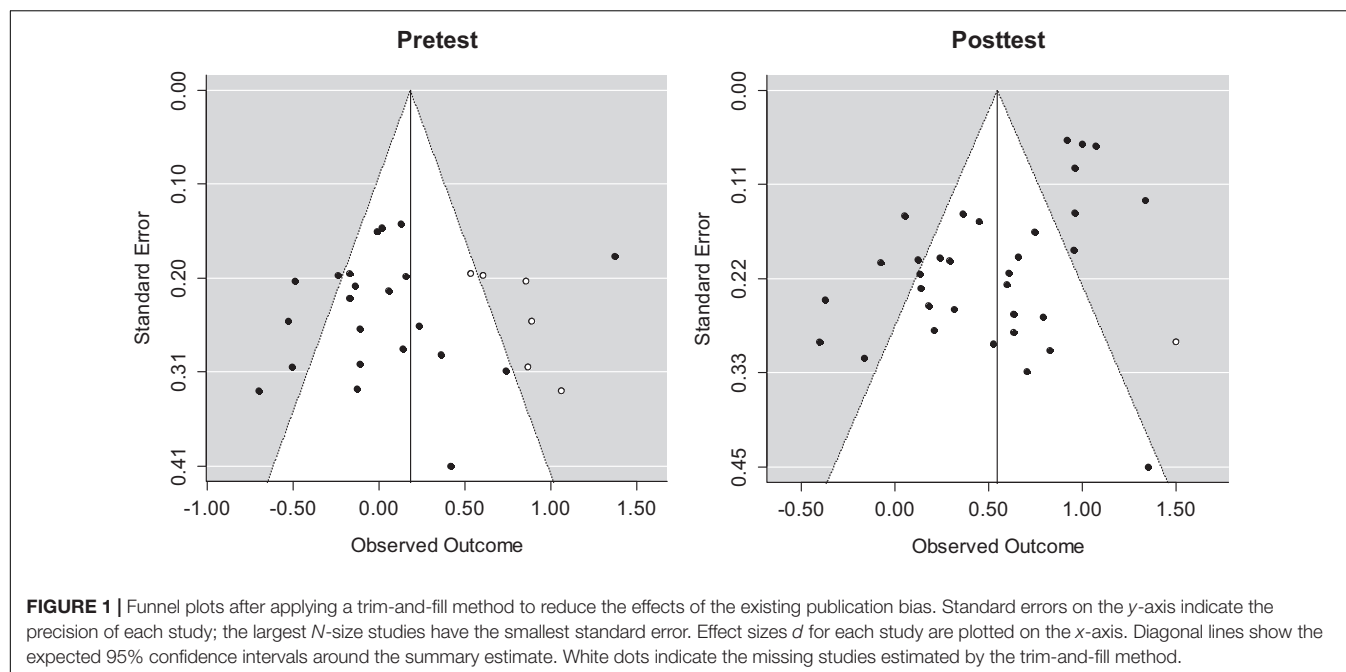 Pretest
Posttest
0.00
0.10
0.20
0.31
0.41
Standard Error
-1.00
-0.50
0.00
0.50
1.00
1.50
Observed Outcome
0.00
0.11
0.22
0.33
0.45
Standard Error
-0.50
0.00
0.50
1.00
1.50
Observed Outcome
FIGURE 1 | Funnel plots after applying a trim-and-fill method to reduce the effects of the existing publication bias. Standard errors on the y-axis indicate the
precision of each study; the largest N-size studies have the smallest standard error. Effect sizes d for each study are plotted on the x-axis. Diagonal lines show the
expected 95% confidence intervals around the summary estimate. White dots indicate the missing studies estimated by the trim-and-fill method.